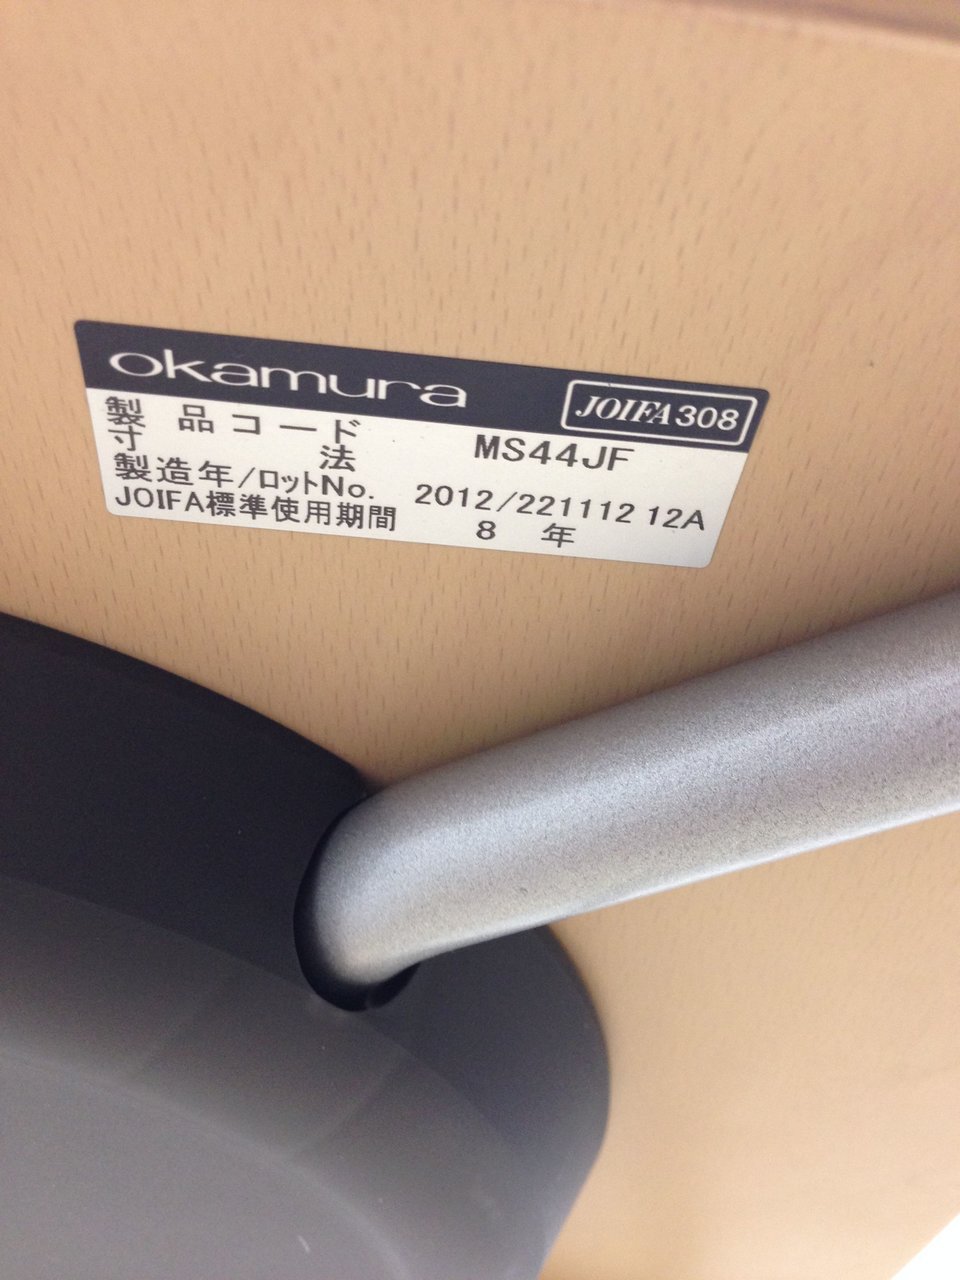 okamura JOIFA308
製品コード MS44JF
寸法
製造年/ロットNo. 2012/221112 12A
JOIFA標準使用期間 8 年